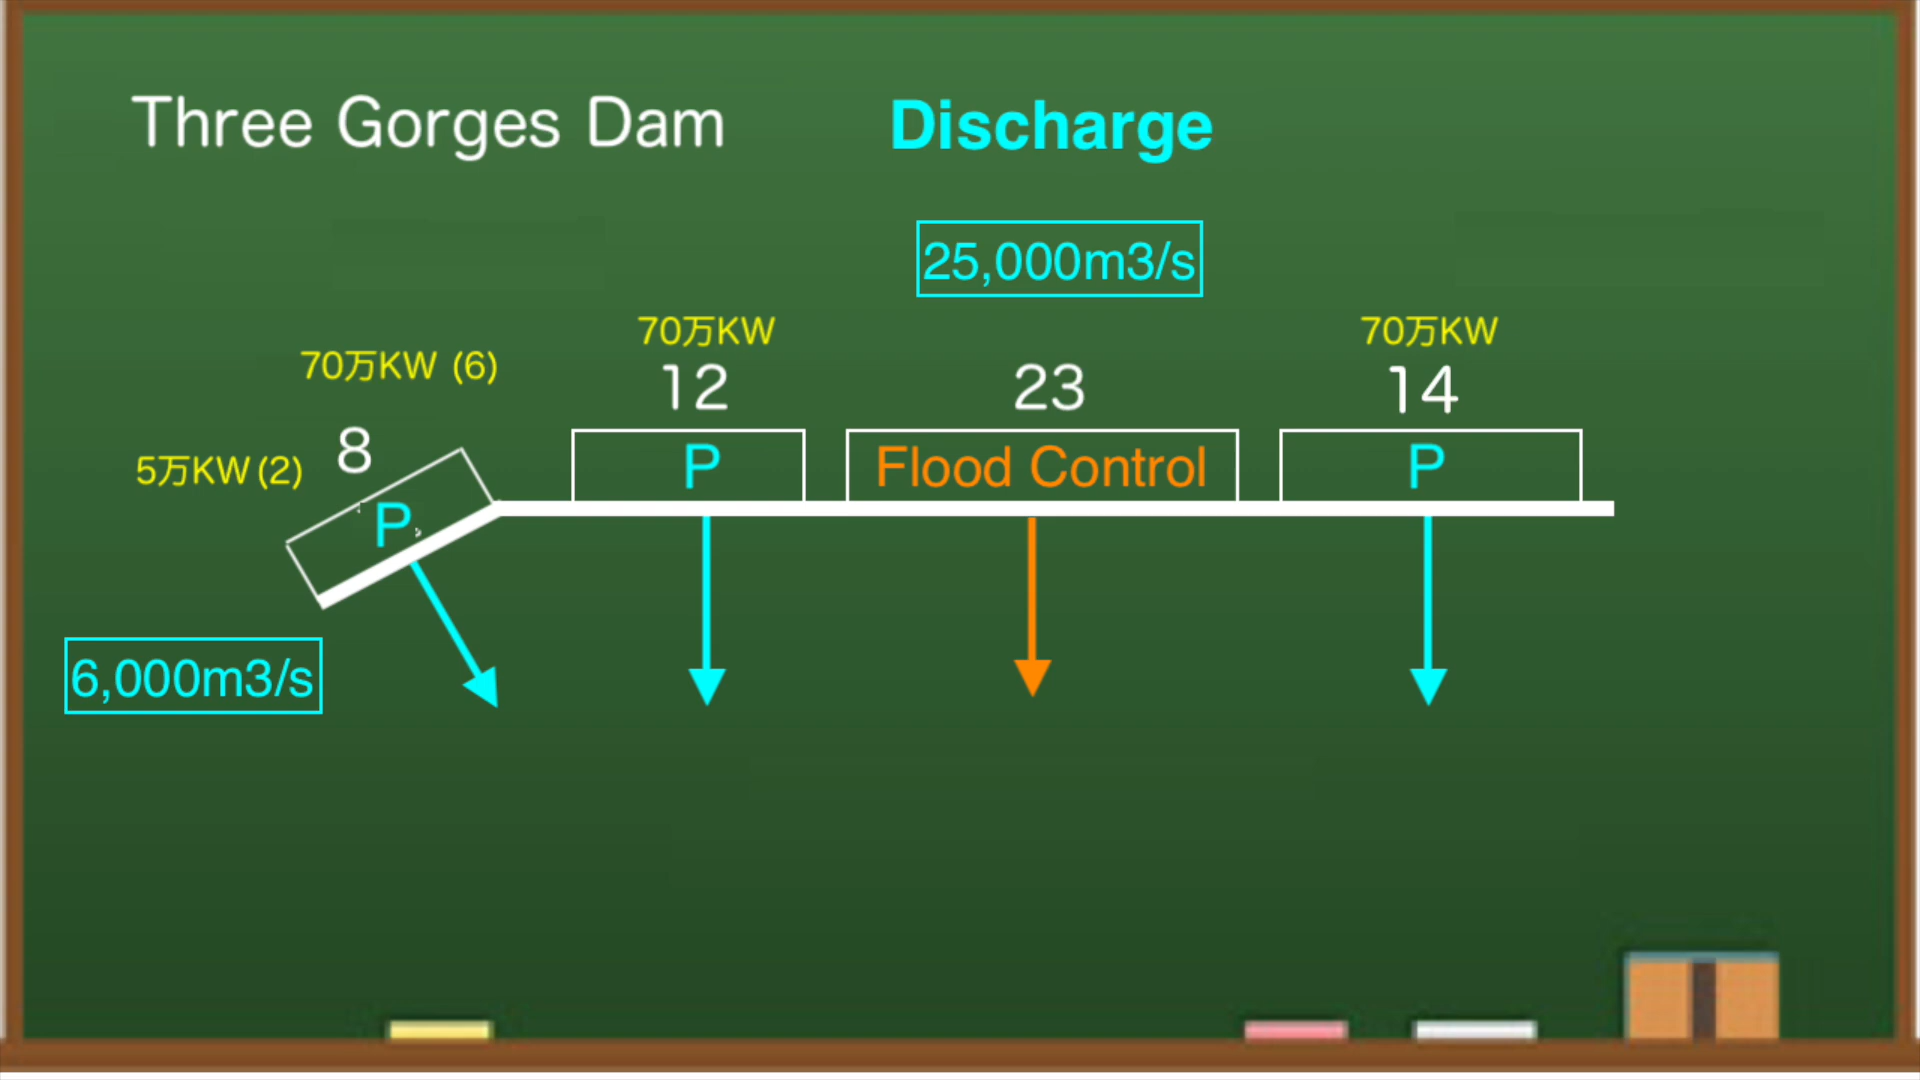 Three Gorges Dam
Discharge
25,000m3/s
70万KW
70万KW
70万KW (6)
12
23
14
8
5万KW(2)
P
Flood Control
P
P
6,000m3/s